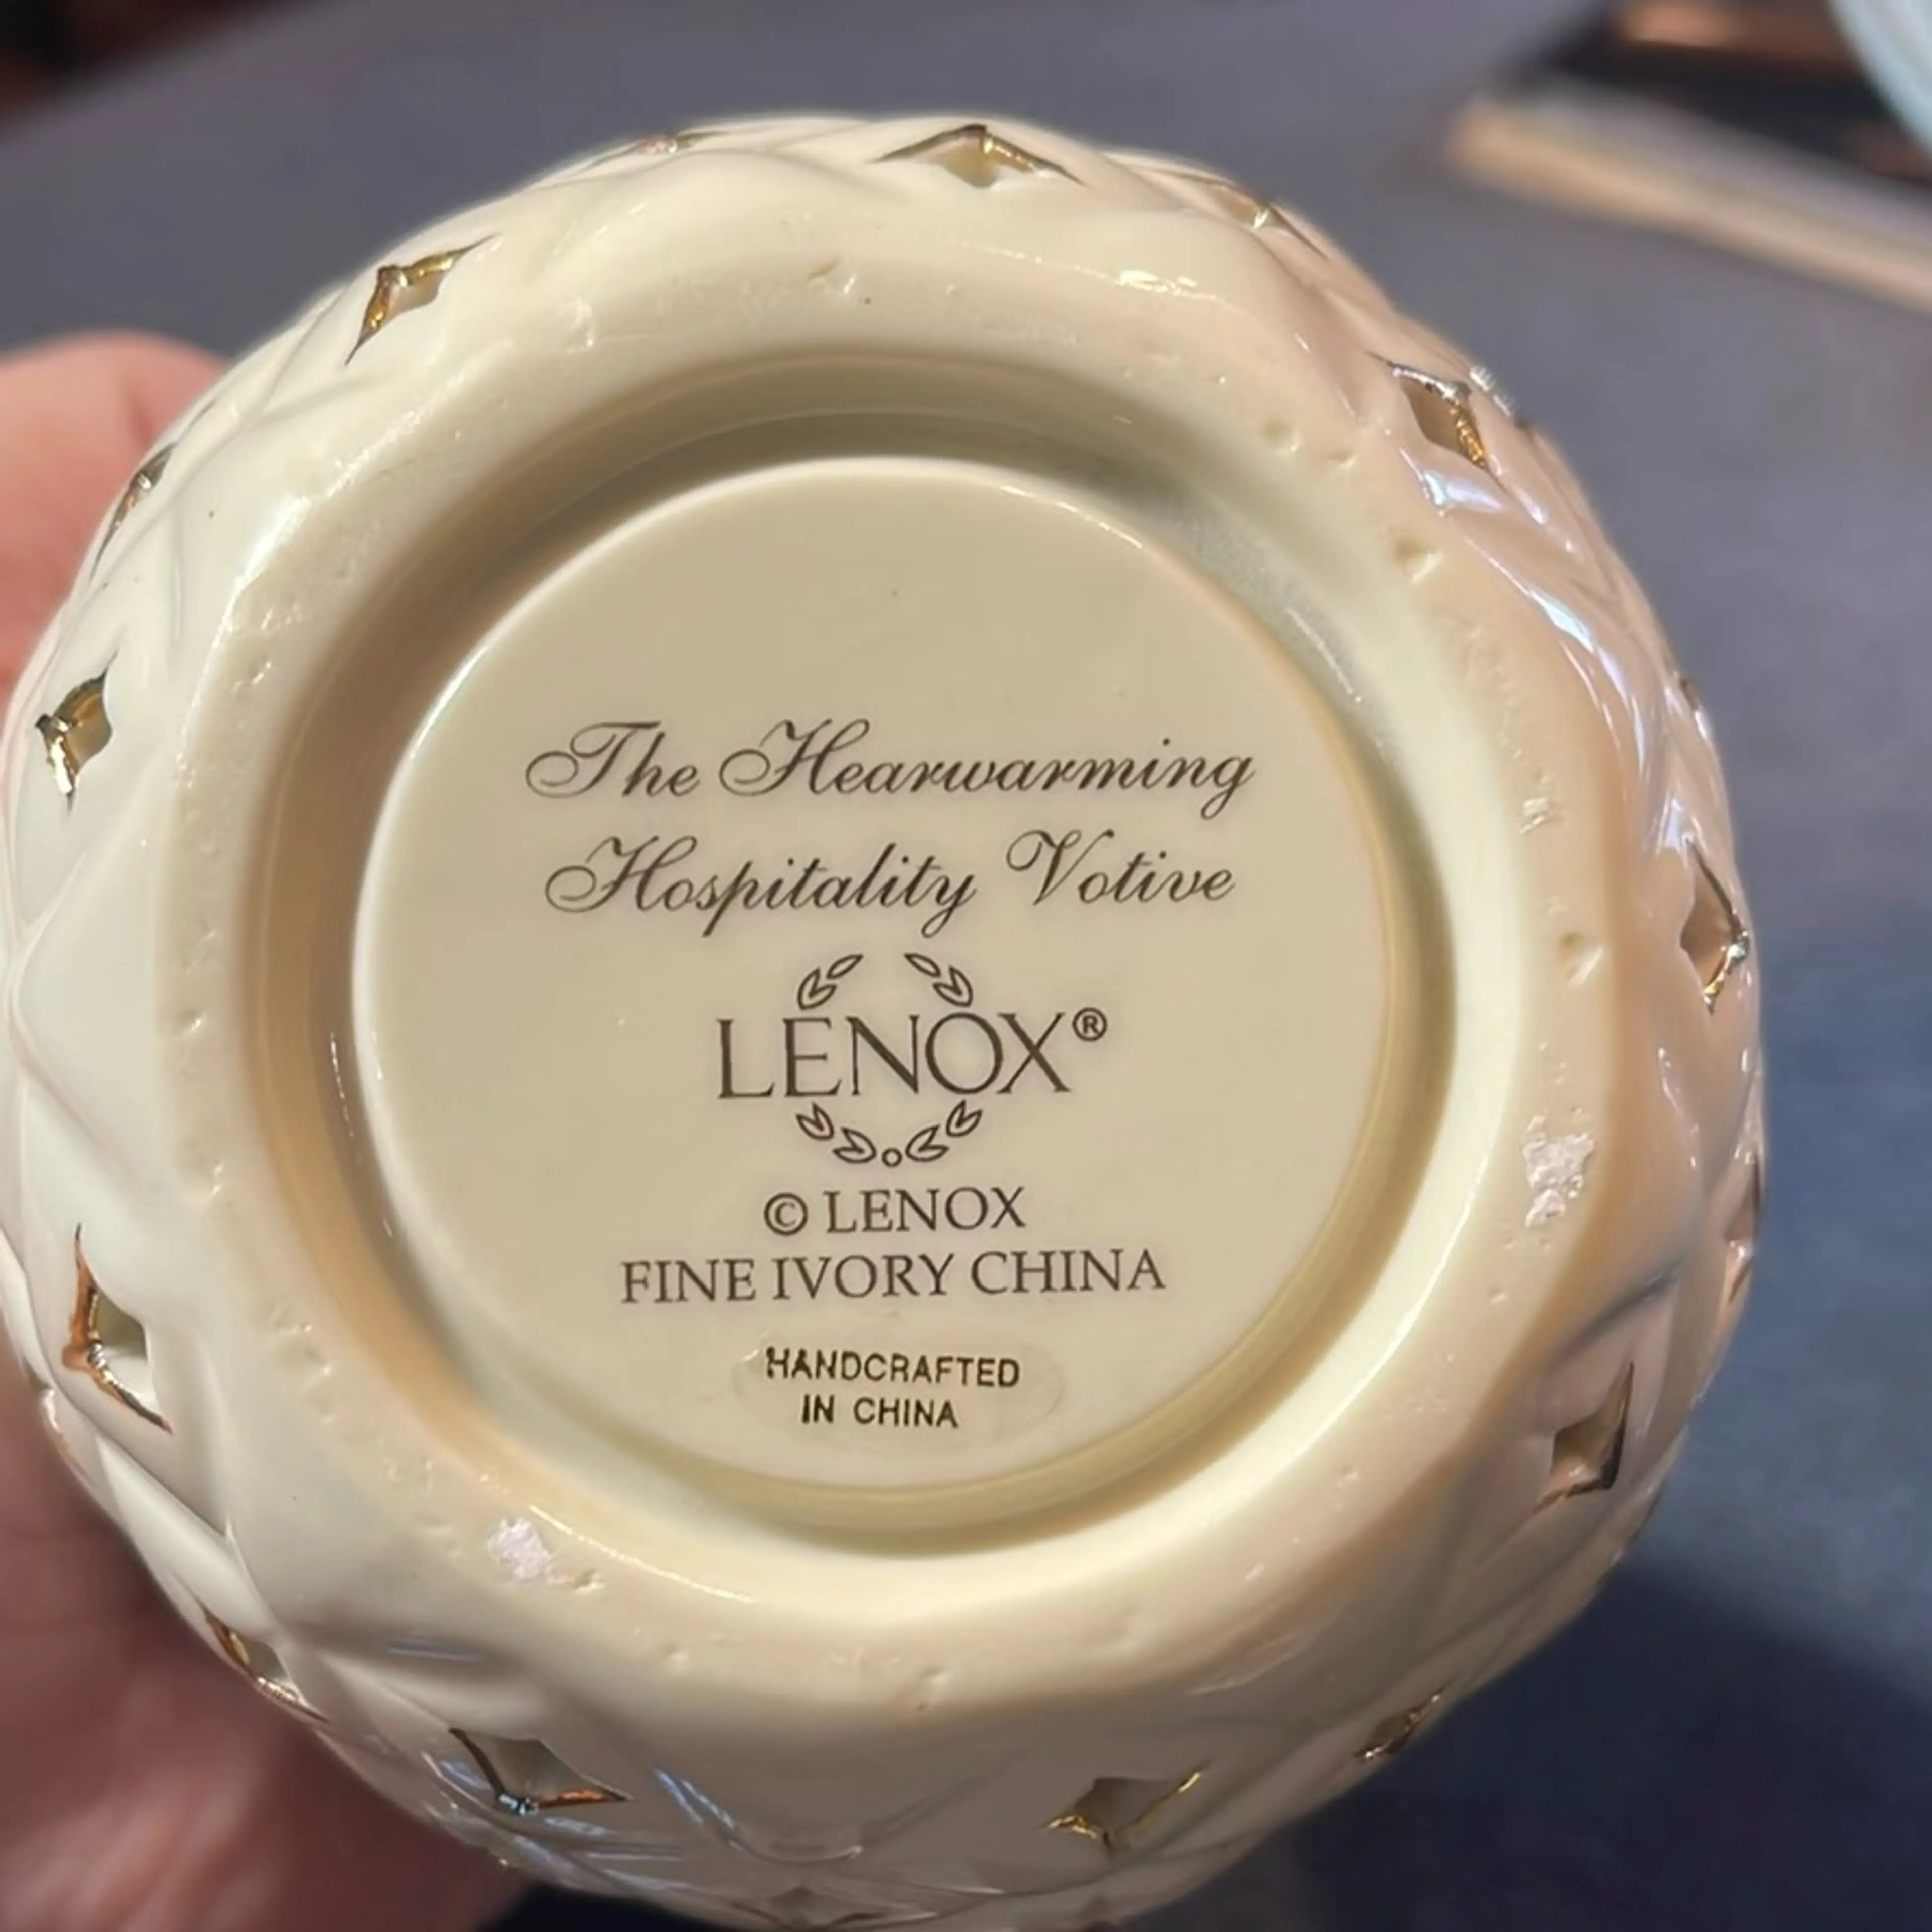 The Hearwarming
Hospitality Votive
LENOX®
© LENOX
FINE IVORY CHINA
HANDCRAFTED
IN CHINA